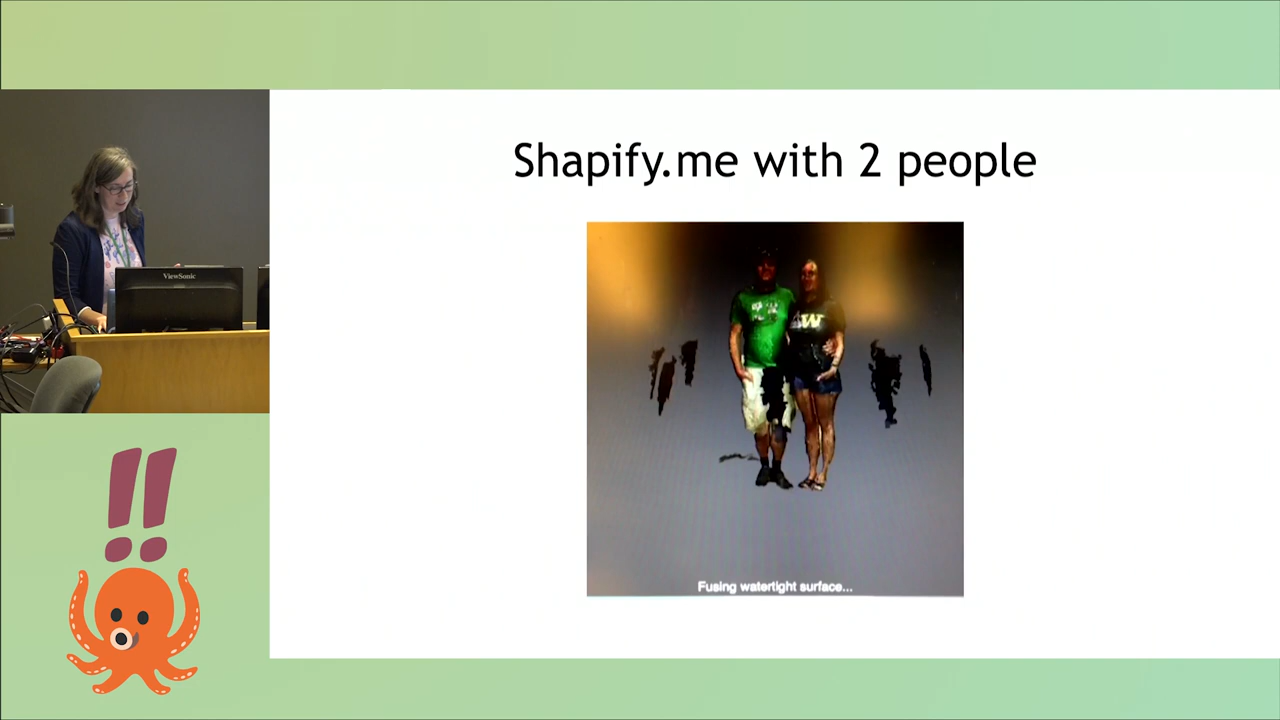 Shapify.me with 2 people
ViewSonic
W
Fusing watertight surface...
!!